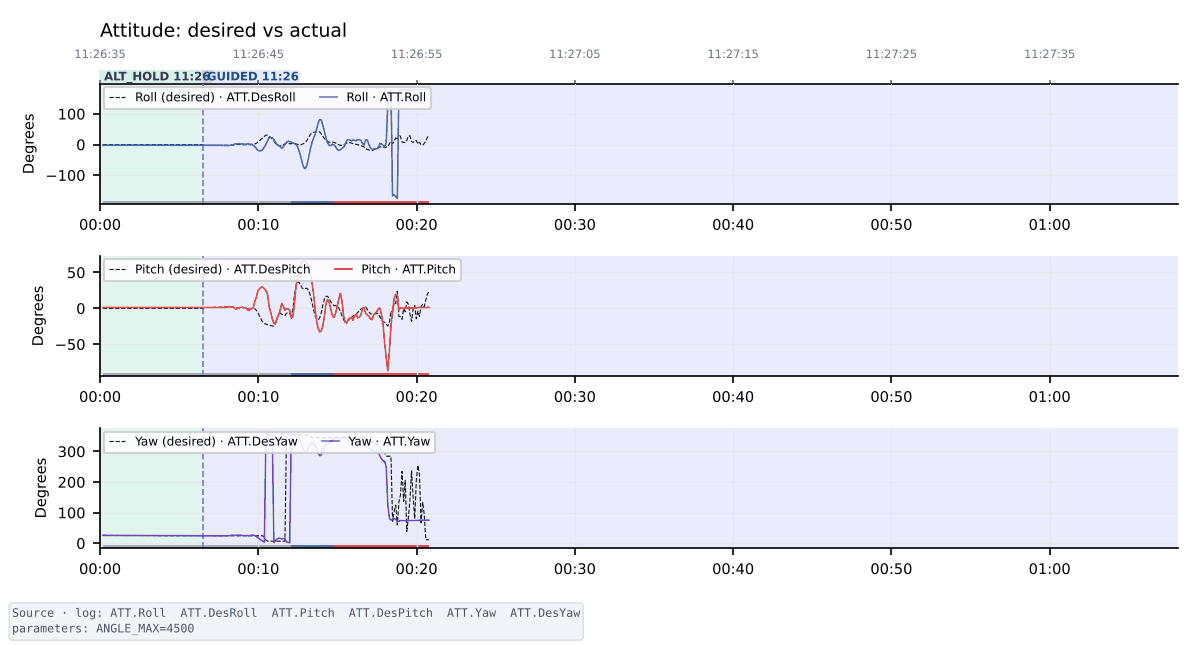 Attitude: desired vs actual
11:26:35 11:26:45 11:26:55 11:27:05 11:27:15 11:27:25 11:27:35
ALT_HOLD 11:26 GUIDED 11:26
Roll (desired) · ATT.DesRoll Roll · ATT.Roll
Degrees
100
0
−100
00:00 00:10 00:20 00:30 00:40 00:50 01:00
Pitch (desired) · ATT.DesPitch Pitch · ATT.Pitch
Degrees
50
0
−50
00:00 00:10 00:20 00:30 00:40 00:50 01:00
Yaw (desired) · ATT.DesYaw Yaw · ATT.Yaw
Degrees
300
200
100
0
00:00 00:10 00:20 00:30 00:40 00:50 01:00
Source · log: ATT.Roll ATT.DesRoll ATT.Pitch ATT.DesPitch ATT.Yaw ATT.DesYaw
parameters: ANGLE_MAX=4500